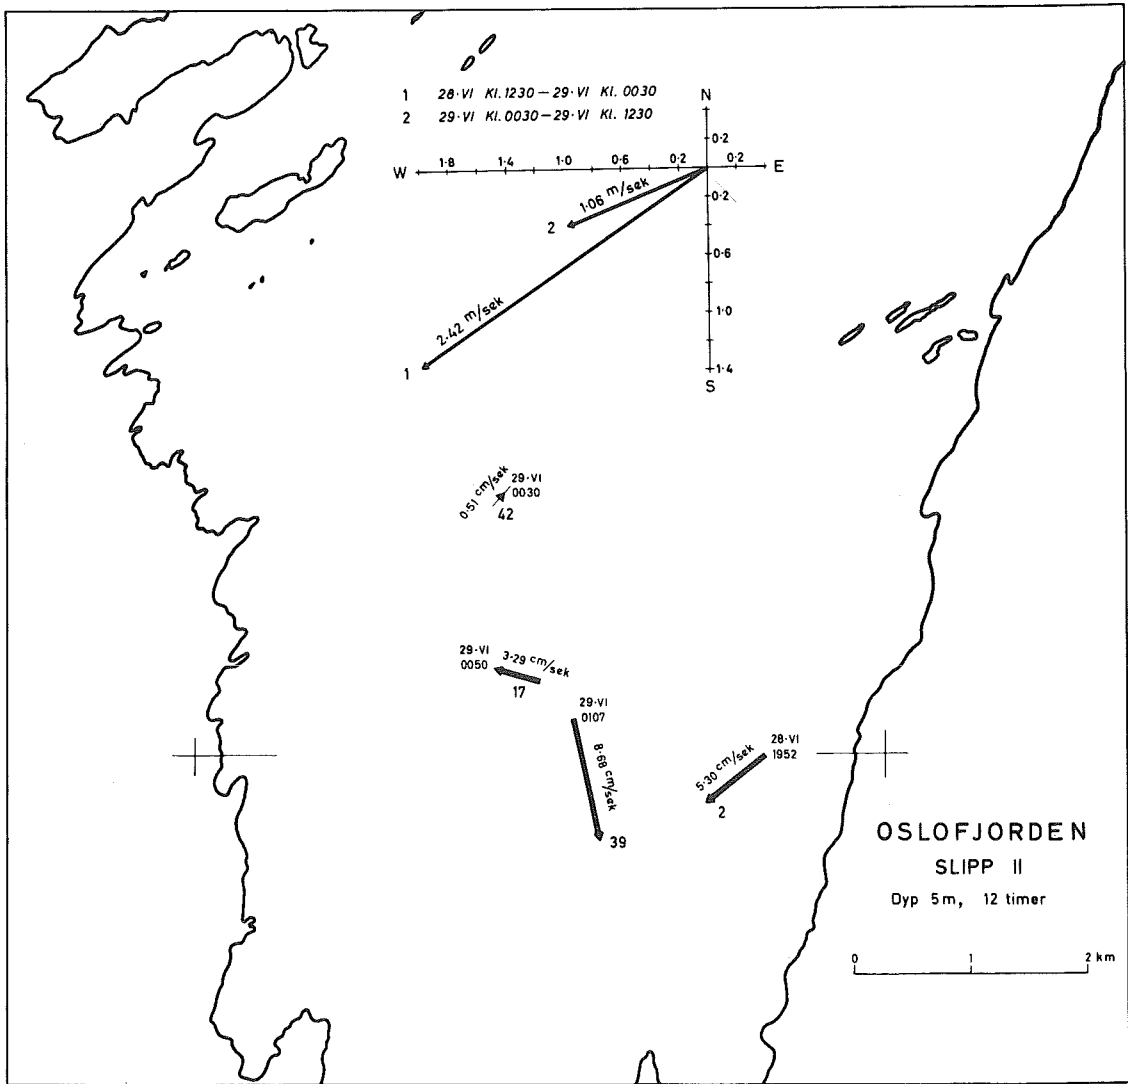 1 28·VI Kl. 1230 – 29·VI Kl. 0030
2 29·VI Kl. 0030 – 29·VI Kl. 1230
N
0·2
W 1·8 1·4 1·0 0·6 0·2 0·2 E
0·2
0·6
1·0
1·4
S
1·06 m/sek
2
2·42 m/sek
1
0·51 cm/sek
29·VI
0030
42
29·VI
0050
3·29 cm/sek
17
29·VI
0107
8·68 cm/sek
39
28·VI
1952
5·30 cm/sek
2
OSLOFJORDEN
SLIPP II
Dyp 5m, 12 timer
0 1 2 km